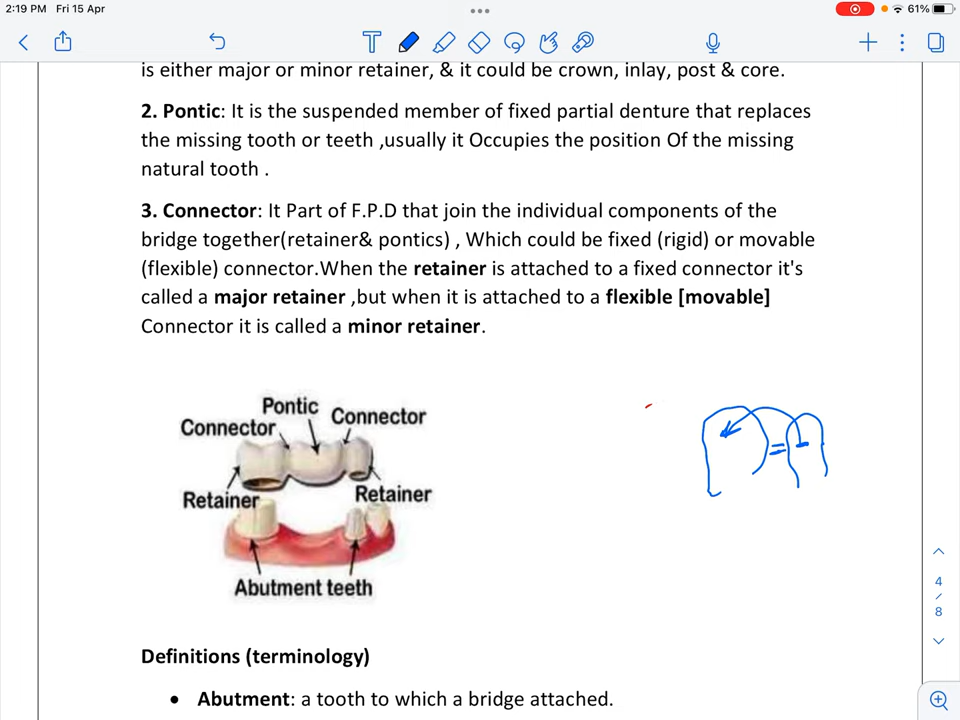 2:19 PM Fri 15 Apr
61%
is either major or minor retainer, & it could be crown, inlay, post & core.
2. Pontic: It is the suspended member of fixed partial denture that replaces
the missing tooth or teeth ,usually it Occupies the position Of the missing
natural tooth .
3. Connector: It Part of F.P.D that join the individual components of the
bridge together(retainer& pontics) , Which could be fixed (rigid) or movable
(flexible) connector.When the retainer is attached to a fixed connector it's
called a major retainer ,but when it is attached to a flexible [movable]
Connector it is called a minor retainer.
Pontic
Connector
Connector
Retainer
Retainer
Abutment teeth
4
/
8
Definitions (terminology)
• Abutment: a tooth to which a bridge attached.